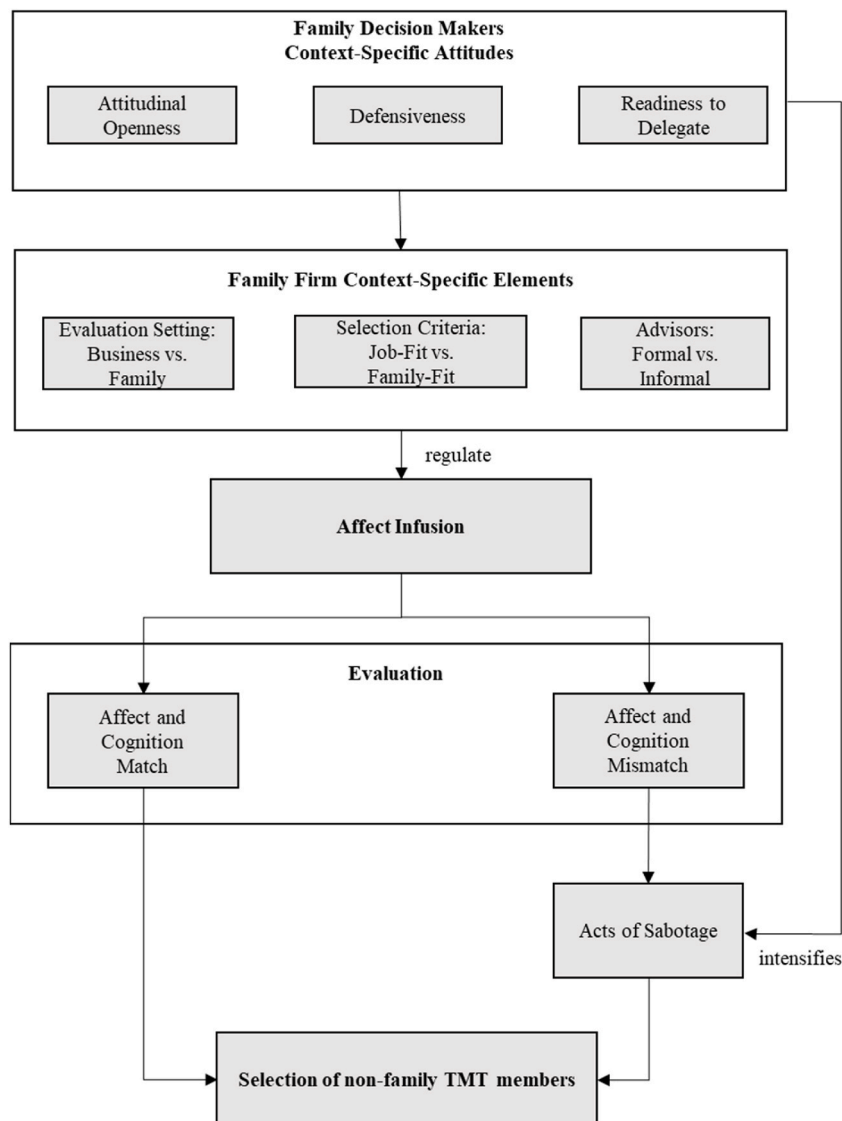 Family Decision Makers
Context-Specific Attitudes
Attitudinal
Openness
Defensiveness
Readiness to
Delegate
Family Firm Context-Specific Elements
Evaluation Setting:
Business vs.
Family
Selection Criteria:
Job-Fit vs.
Family-Fit
Advisors:
Formal vs.
Informal
regulate
Affect Infusion
Evaluation
Affect and
Cognition
Match
Affect and
Cognition
Mismatch
Acts of Sabotage
intensifies
Selection of non-family TMT members